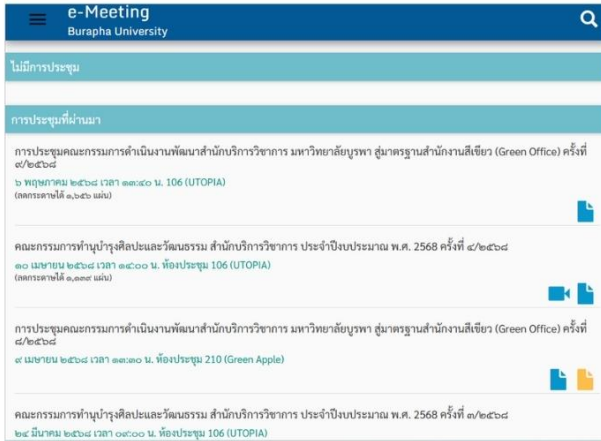 e-Meeting
Burapha University
ไม่มีการประชุม
การประชุมที่ผ่านมา
การประชุมคณะกรรมการดำเนินงานพัฒนาสำนักบริการวิชาการ มหาวิทยาลัยบูรพา สู่มาตรฐานสำนักงานสีเขียว (Green Office) ครั้งที่
๙/๒๕๖๘
๖ พฤษภาคม ๒๕๖๘ เวลา ๑๓:๔๐ น. 106 (UTOPIA)
(ลดกระดาษได้ ๑,๖๕๖ แผ่น)
คณะกรรมการทำนุบำรุงศิลปะและวัฒนธรรม สำนักบริการวิชาการ ประจำปีงบประมาณ พ.ศ. 2568 ครั้งที่ ๔/๒๕๖๘
๑๐ เมษายน ๒๕๖๘ เวลา ๑๔:๐๐ น. ห้องประชุม 106 (UTOPIA)
(ลดกระดาษได้ แผ่น)
การประชุมคณะกรรมการดำเนินงานพัฒนาสำนักบริการวิชาการ มหาวิทยาลัยบูรพา สู่มาตรฐานสำนักงานสีเขียว (Green Office) ครั้งที่
๘/๒๕๖๘
๙ เมษายน ๒๕๖๘ เวลา ๑๓:๓๐ น. ห้องประชุม 210 (Green Apple)
คณะกรรมการทำนุบำรุงศิลปะและวัฒนธรรม สำนักบริการวิชาการ ประจำปีงบประมาณ พ.ศ. 2568 ครั้งที่ ๓/๒๕๖๘
๒๔ มีนาคม ๒๕๖๘ เวลา ๐๙:๐๐ น. ห้องประชุม 106 (UTOPIA)